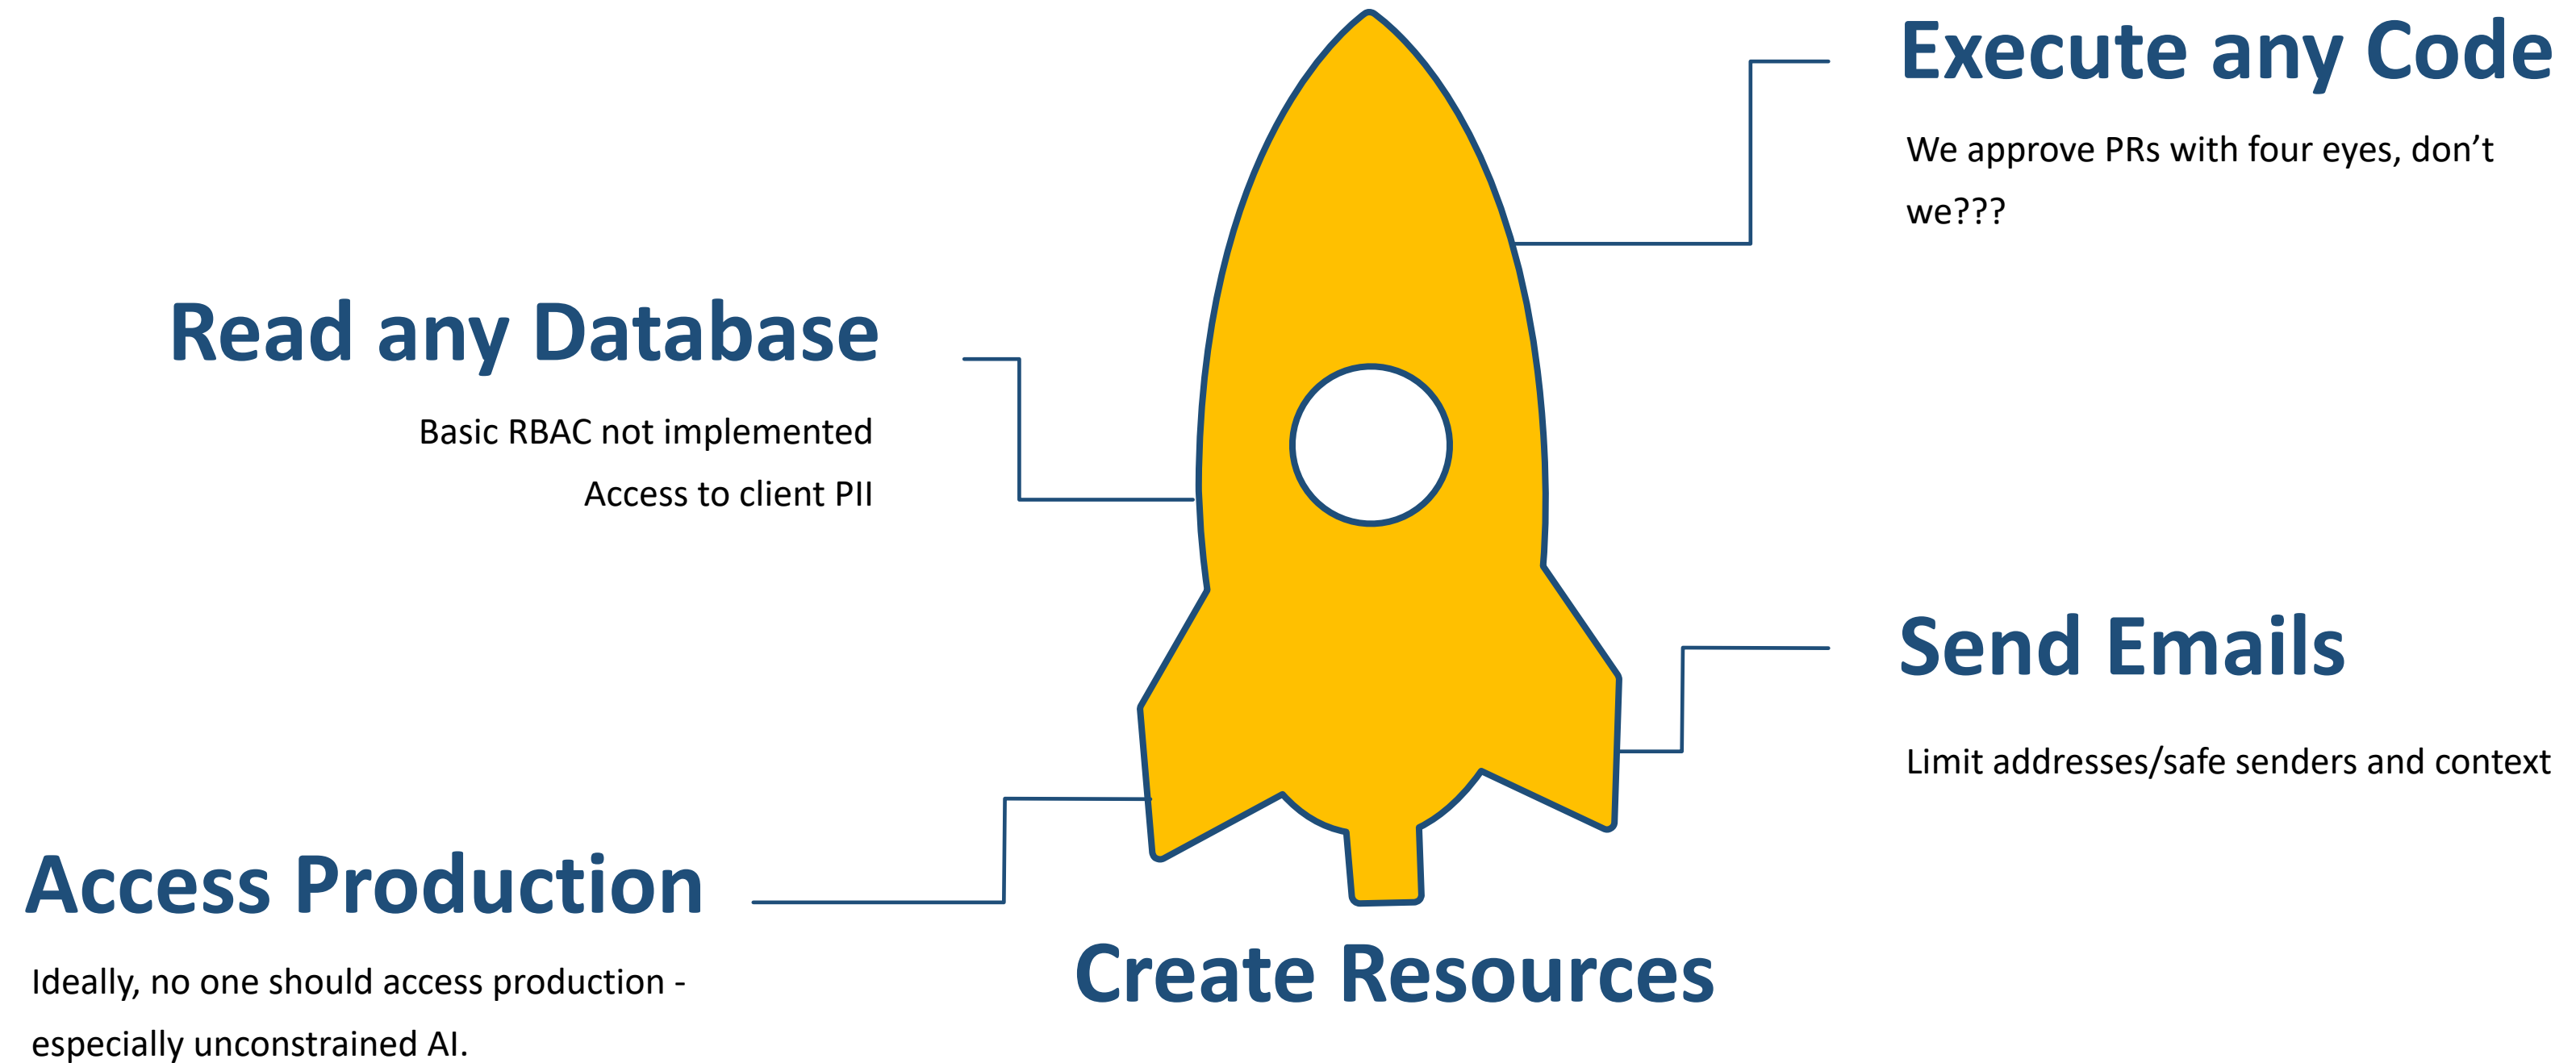 Execute any Code
We approve PRs with four eyes, don’t
we???
Read any Database
Basic RBAC not implemented
Access to client PII
Send Emails
Limit addresses/safe senders and context
Access Production
Ideally, no one should access production -
especially unconstrained AI.
Create Resources